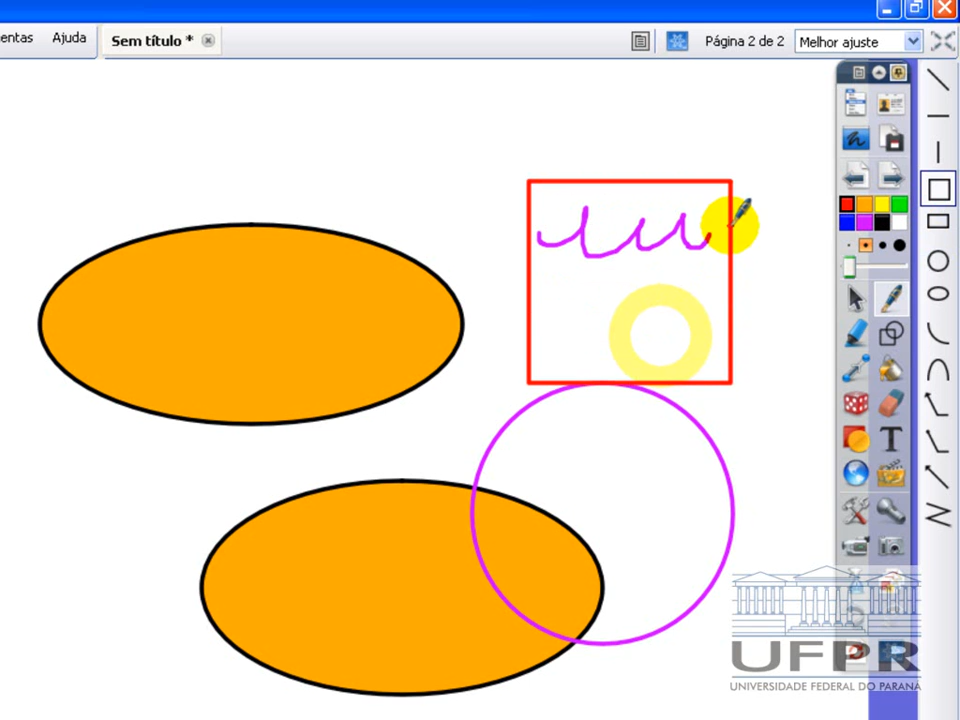 entas Ajuda Sem título * Página 2 de 2 Melhor ajuste
T
UFPR
UNIVERSIDADE FEDERAL DO PARANÁ